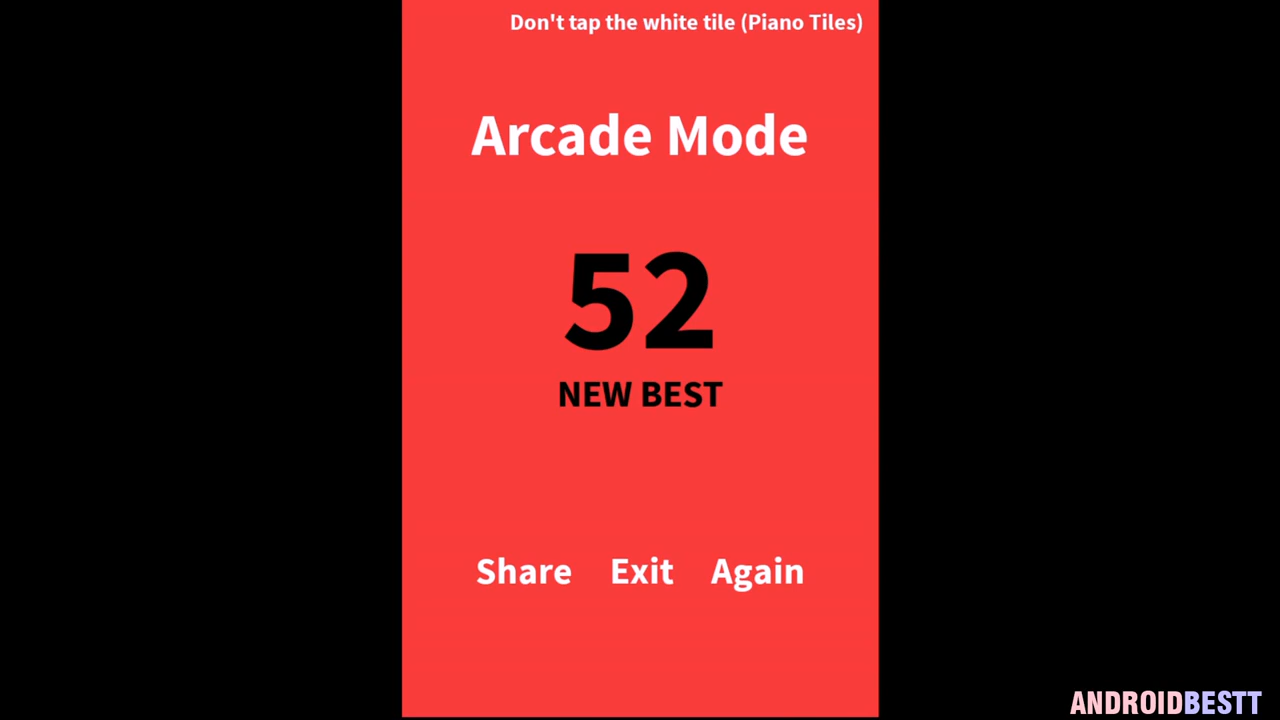 Don't tap the white tile (Piano Tiles)
Arcade Mode
52
NEW BEST
Share Exit Again
ANDROIDBESTT